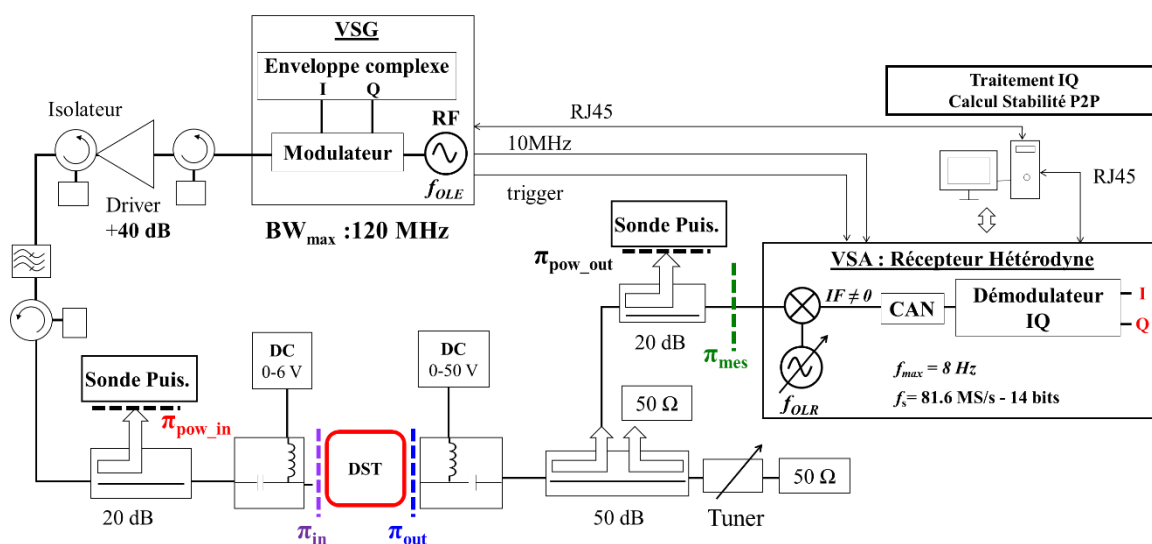 VSG
Enveloppe complexe
I Q
Modulateur
RF
f_OLE
BW_max :120 MHz
Isolateur
Driver
+40 dB
RJ45
10MHz
trigger
Traitement IQ
Calcul Stabilité P2P
RJ45
Sonde Puis.
π_pow_out
20 dB
π_mes
VSA : Récepteur Hétérodyne
IF ≠ 0
CAN
Démodulateur
IQ
I
Q
f_OLR
f_max = 8 Hz
f_s= 81.6 MS/s - 14 bits
Sonde Puis.
π_pow_in
20 dB
DC
0-6 V
DC
0-50 V
π_in
DST
π_out
50 Ω
50 dB
Tuner
50 Ω